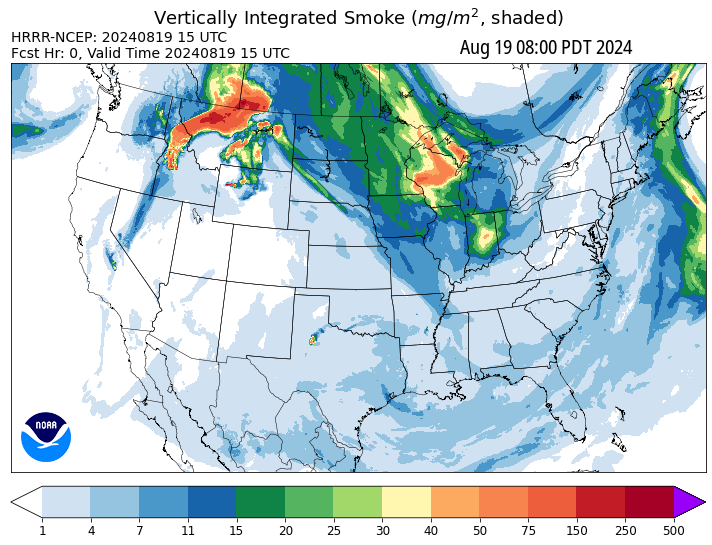 Vertically Integrated Smoke (mg/m², shaded)
HRRR-NCEP: 20240819 15 UTC
Fcst Hr: 0, Valid Time 20240819 15 UTC
Aug 19 08:00 PDT 2024
NOAA
1 4 7 11 15 20 25 30 40 50 75 150 250 500